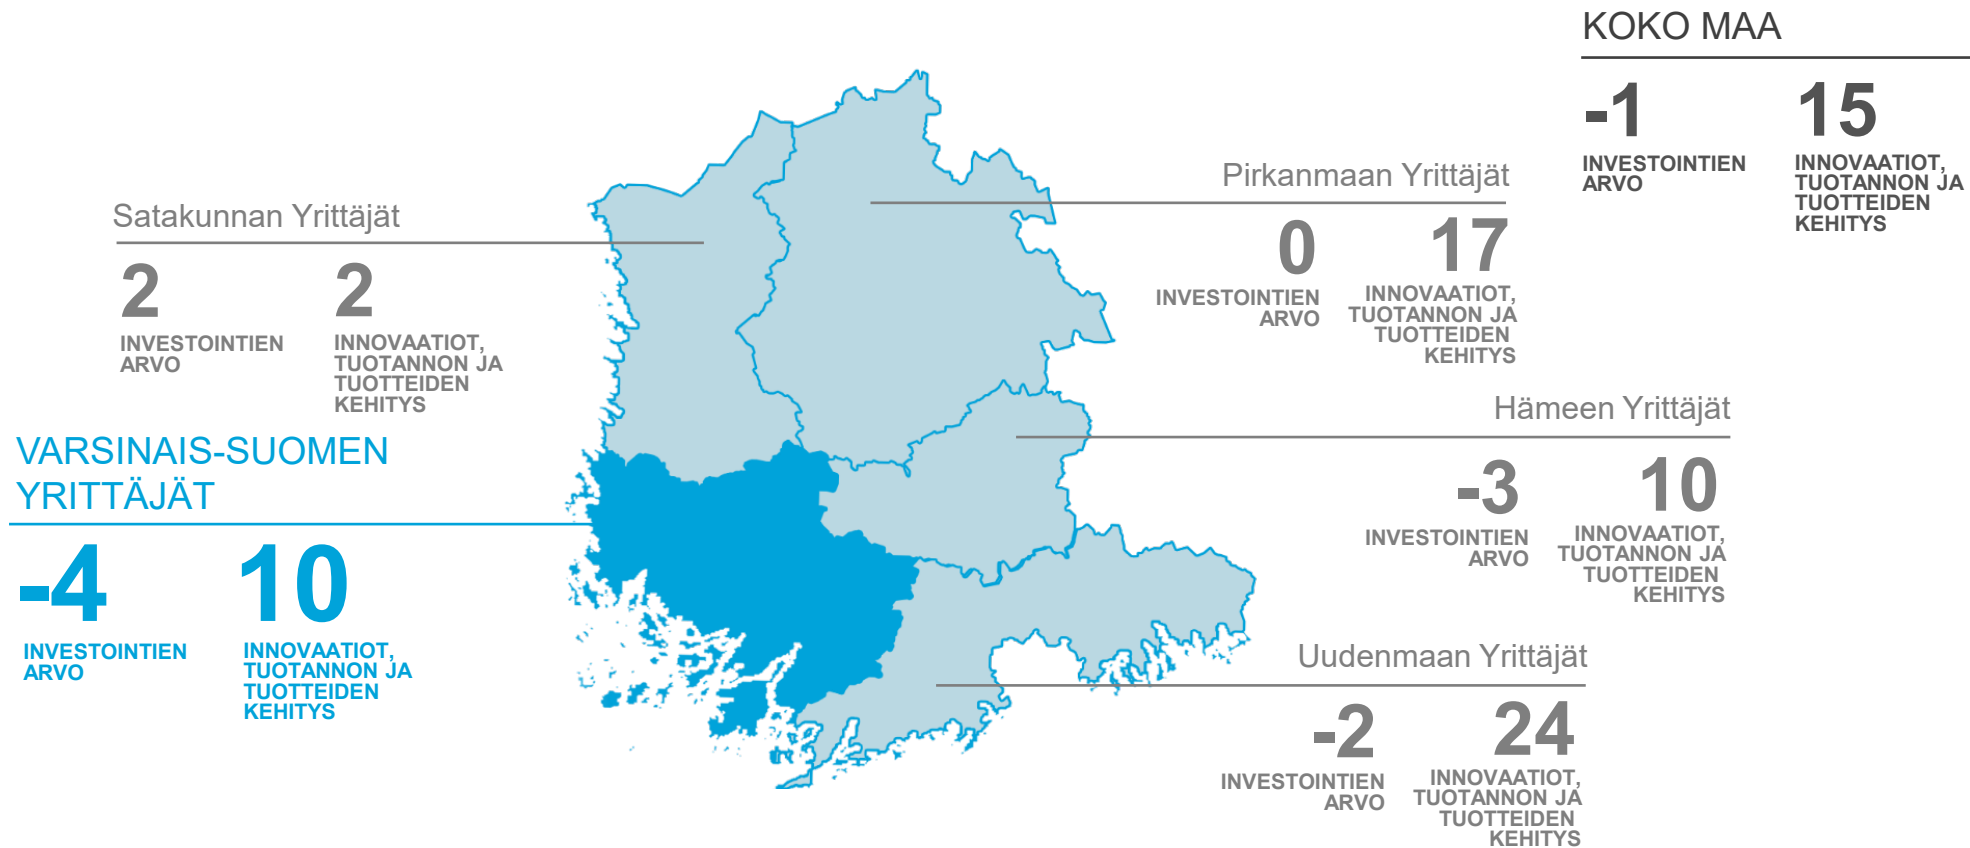 KOKO MAA
-1
INVESTOINTIEN
ARVO
15
INNOVAATIOT,
TUOTANNON JA
TUOTTEIDEN
KEHITYS
Satakunnan Yrittäjät
2
INVESTOINTIEN
ARVO
2
INNOVAATIOT,
TUOTANNON JA
TUOTTEIDEN
KEHITYS
Pirkanmaan Yrittäjät
0
INVESTOINTIEN
ARVO
17
INNOVAATIOT,
TUOTANNON JA
TUOTTEIDEN
KEHITYS
VARSINAIS-SUOMEN
YRITTÄJÄT
-4
INVESTOINTIEN
ARVO
10
INNOVAATIOT,
TUOTANNON JA
TUOTTEIDEN
KEHITYS
Hämeen Yrittäjät
-3
INVESTOINTIEN
ARVO
10
INNOVAATIOT,
TUOTANNON JA
TUOTTEIDEN
KEHITYS
Uudenmaan Yrittäjät
-2
INVESTOINTIEN
ARVO
24
INNOVAATIOT,
TUOTANNON JA
TUOTTEIDEN
KEHITYS